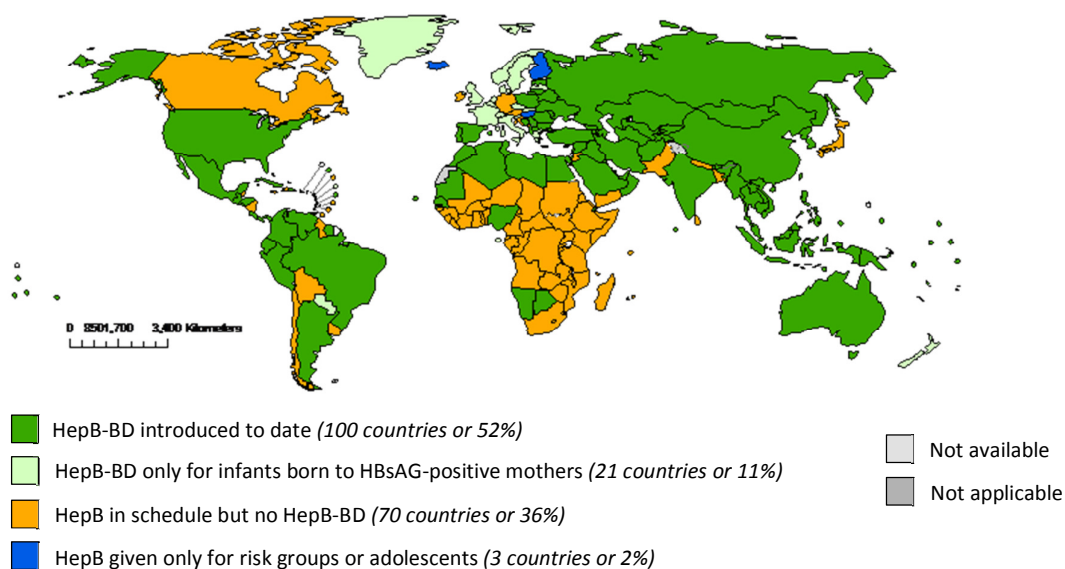 0 8501,700 3,400 Kilometers
HepB-BD introduced to date (100 countries or 52%)
HepB-BD only for infants born to HBsAG-positive mothers (21 countries or 11%)
HepB in schedule but no HepB-BD (70 countries or 36%)
HepB given only for risk groups or adolescents (3 countries or 2%)
Not available
Not applicable